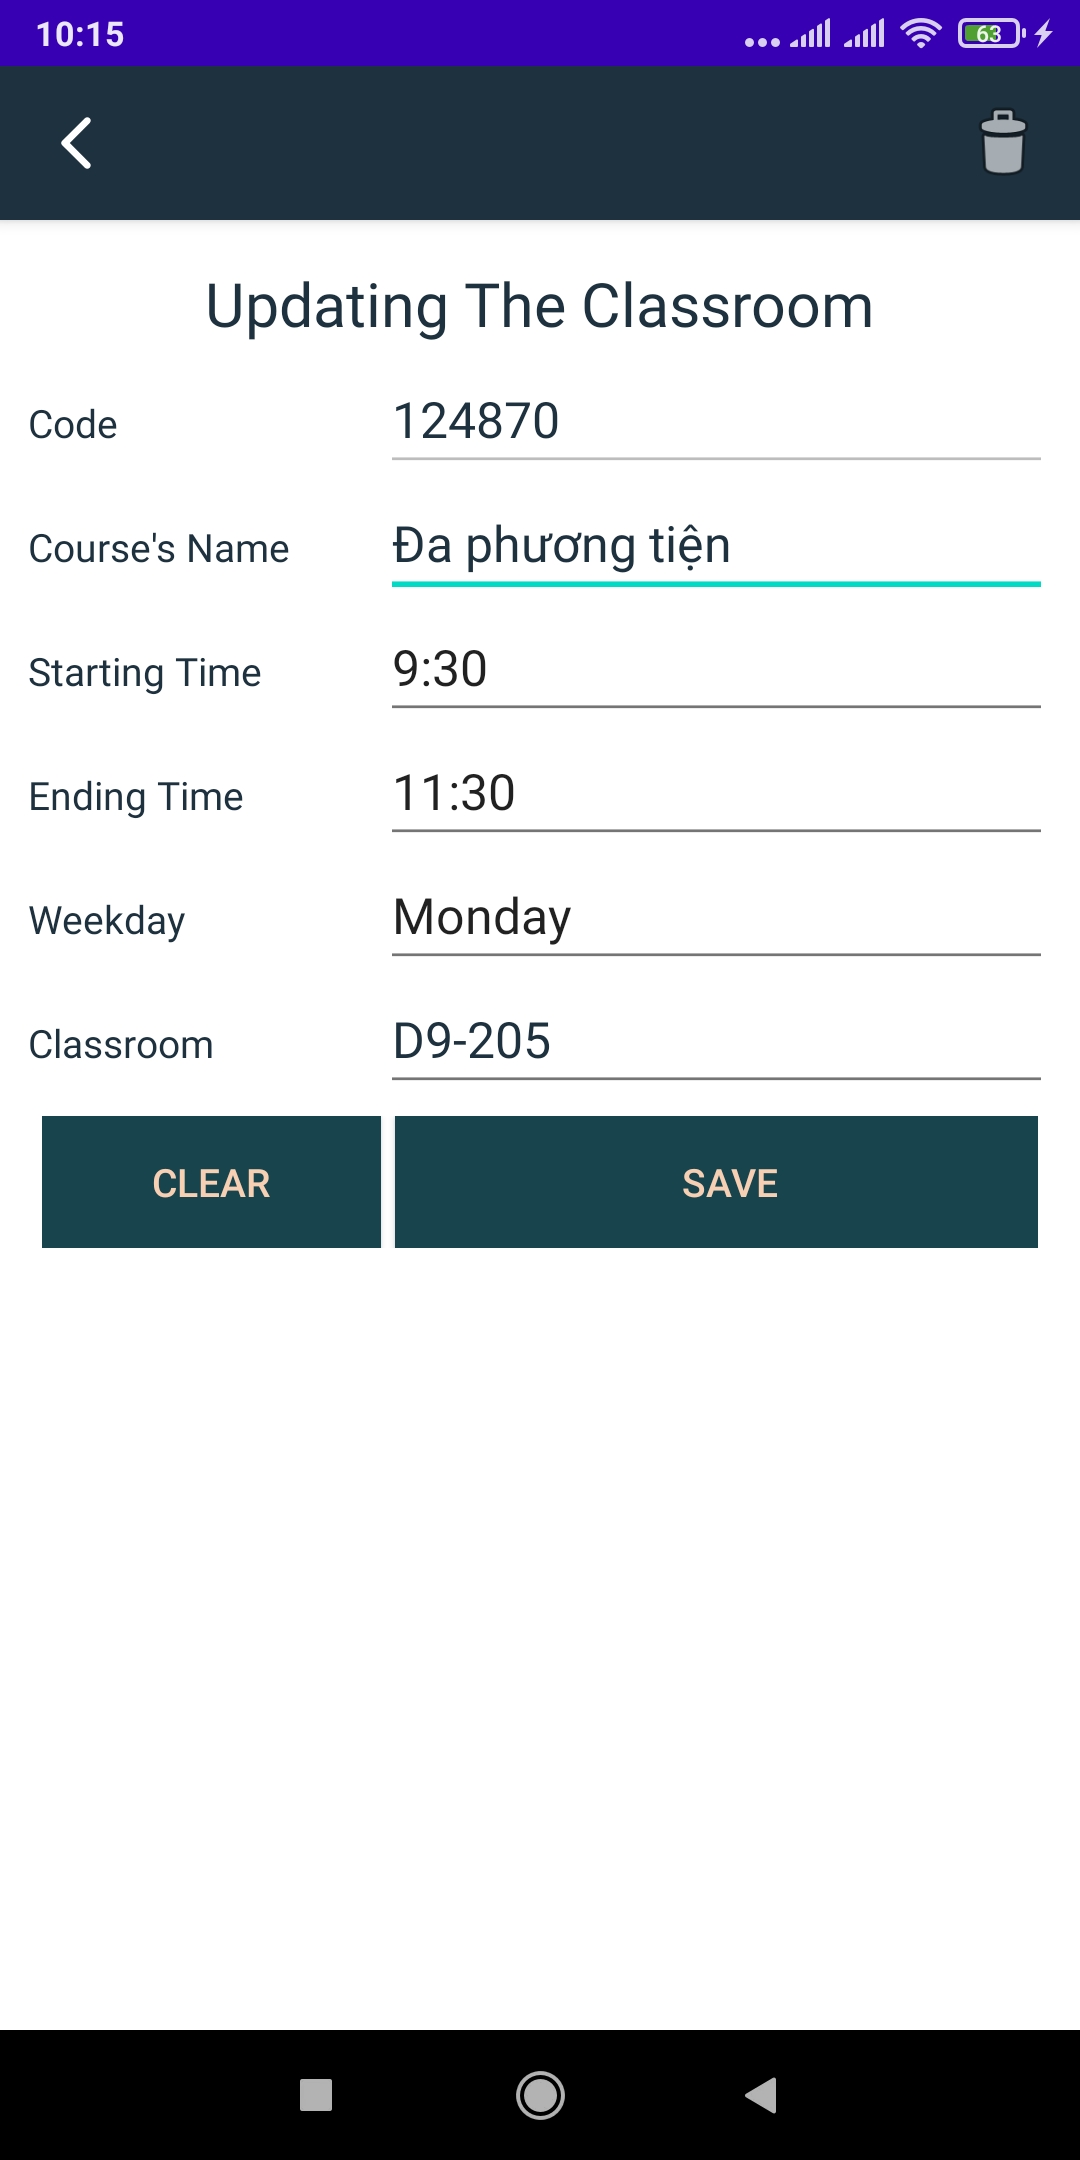 10:15
63
Updating The Classroom
Code 124870
Course's Name Đa phương tiện
Starting Time 9:30
Ending Time 11:30
Weekday Monday
Classroom D9-205
CLEAR SAVE